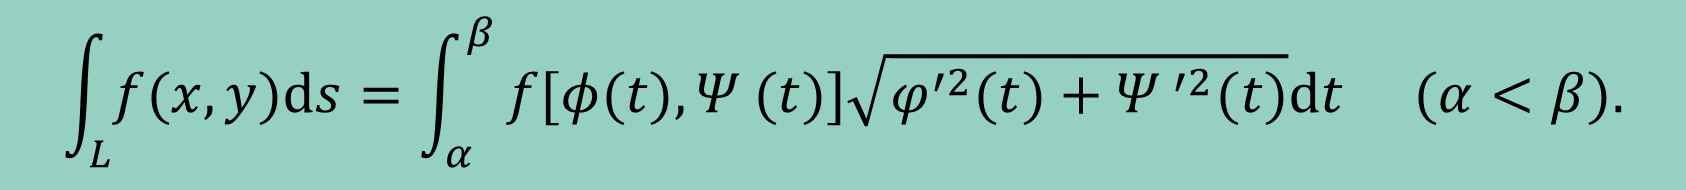 ∫_L f(x, y)ds = ∫_α^β f[ϕ(t), Ψ (t)]√(φ′²(t) + Ψ ′²(t))dt (α < β).